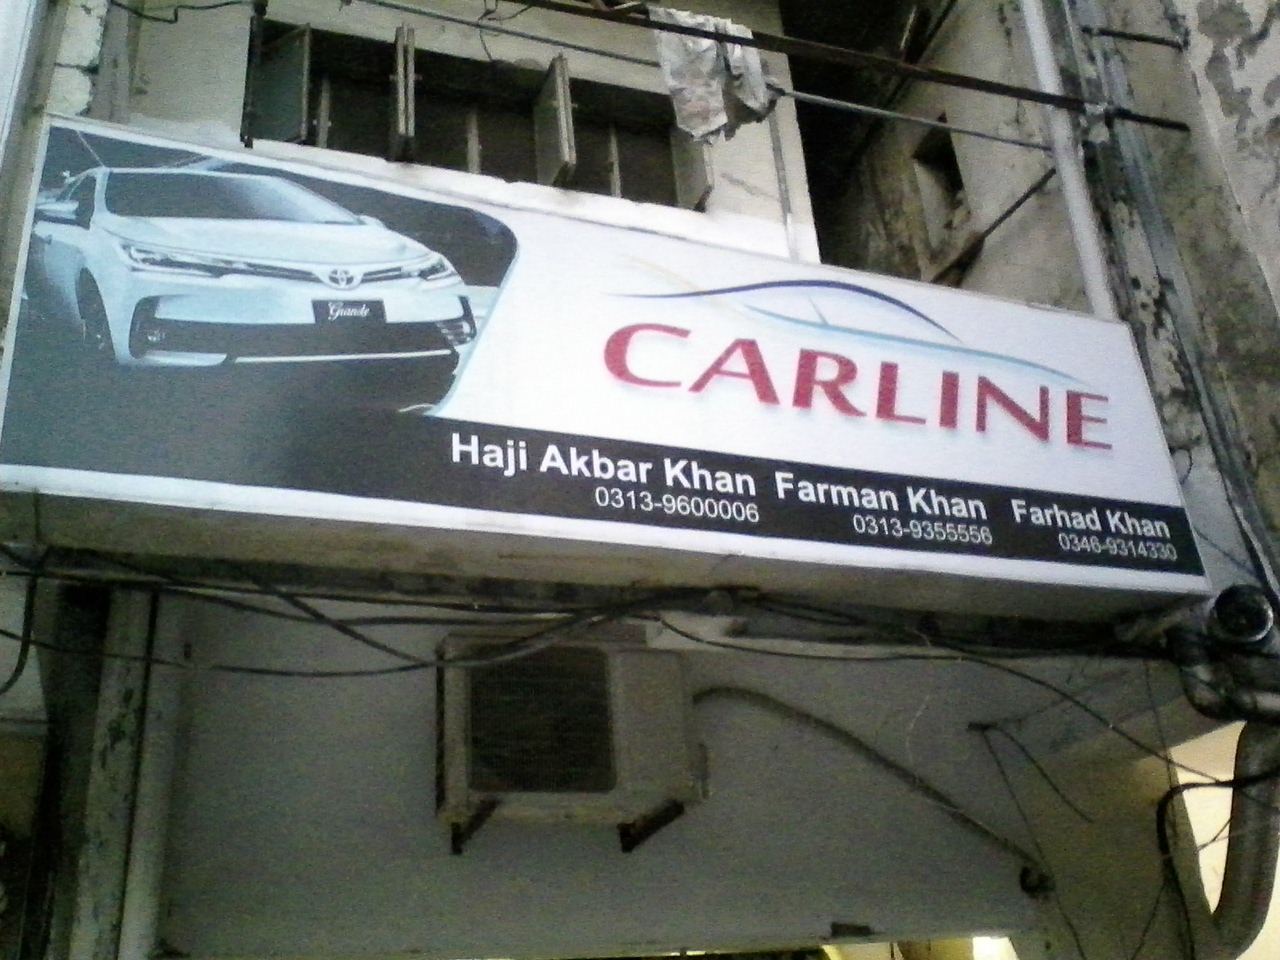 Grande
CARLINE
Haji Akbar Khan Farman Khan Farhad Khan
0313-9600006 0313-9355556 0346-9314330